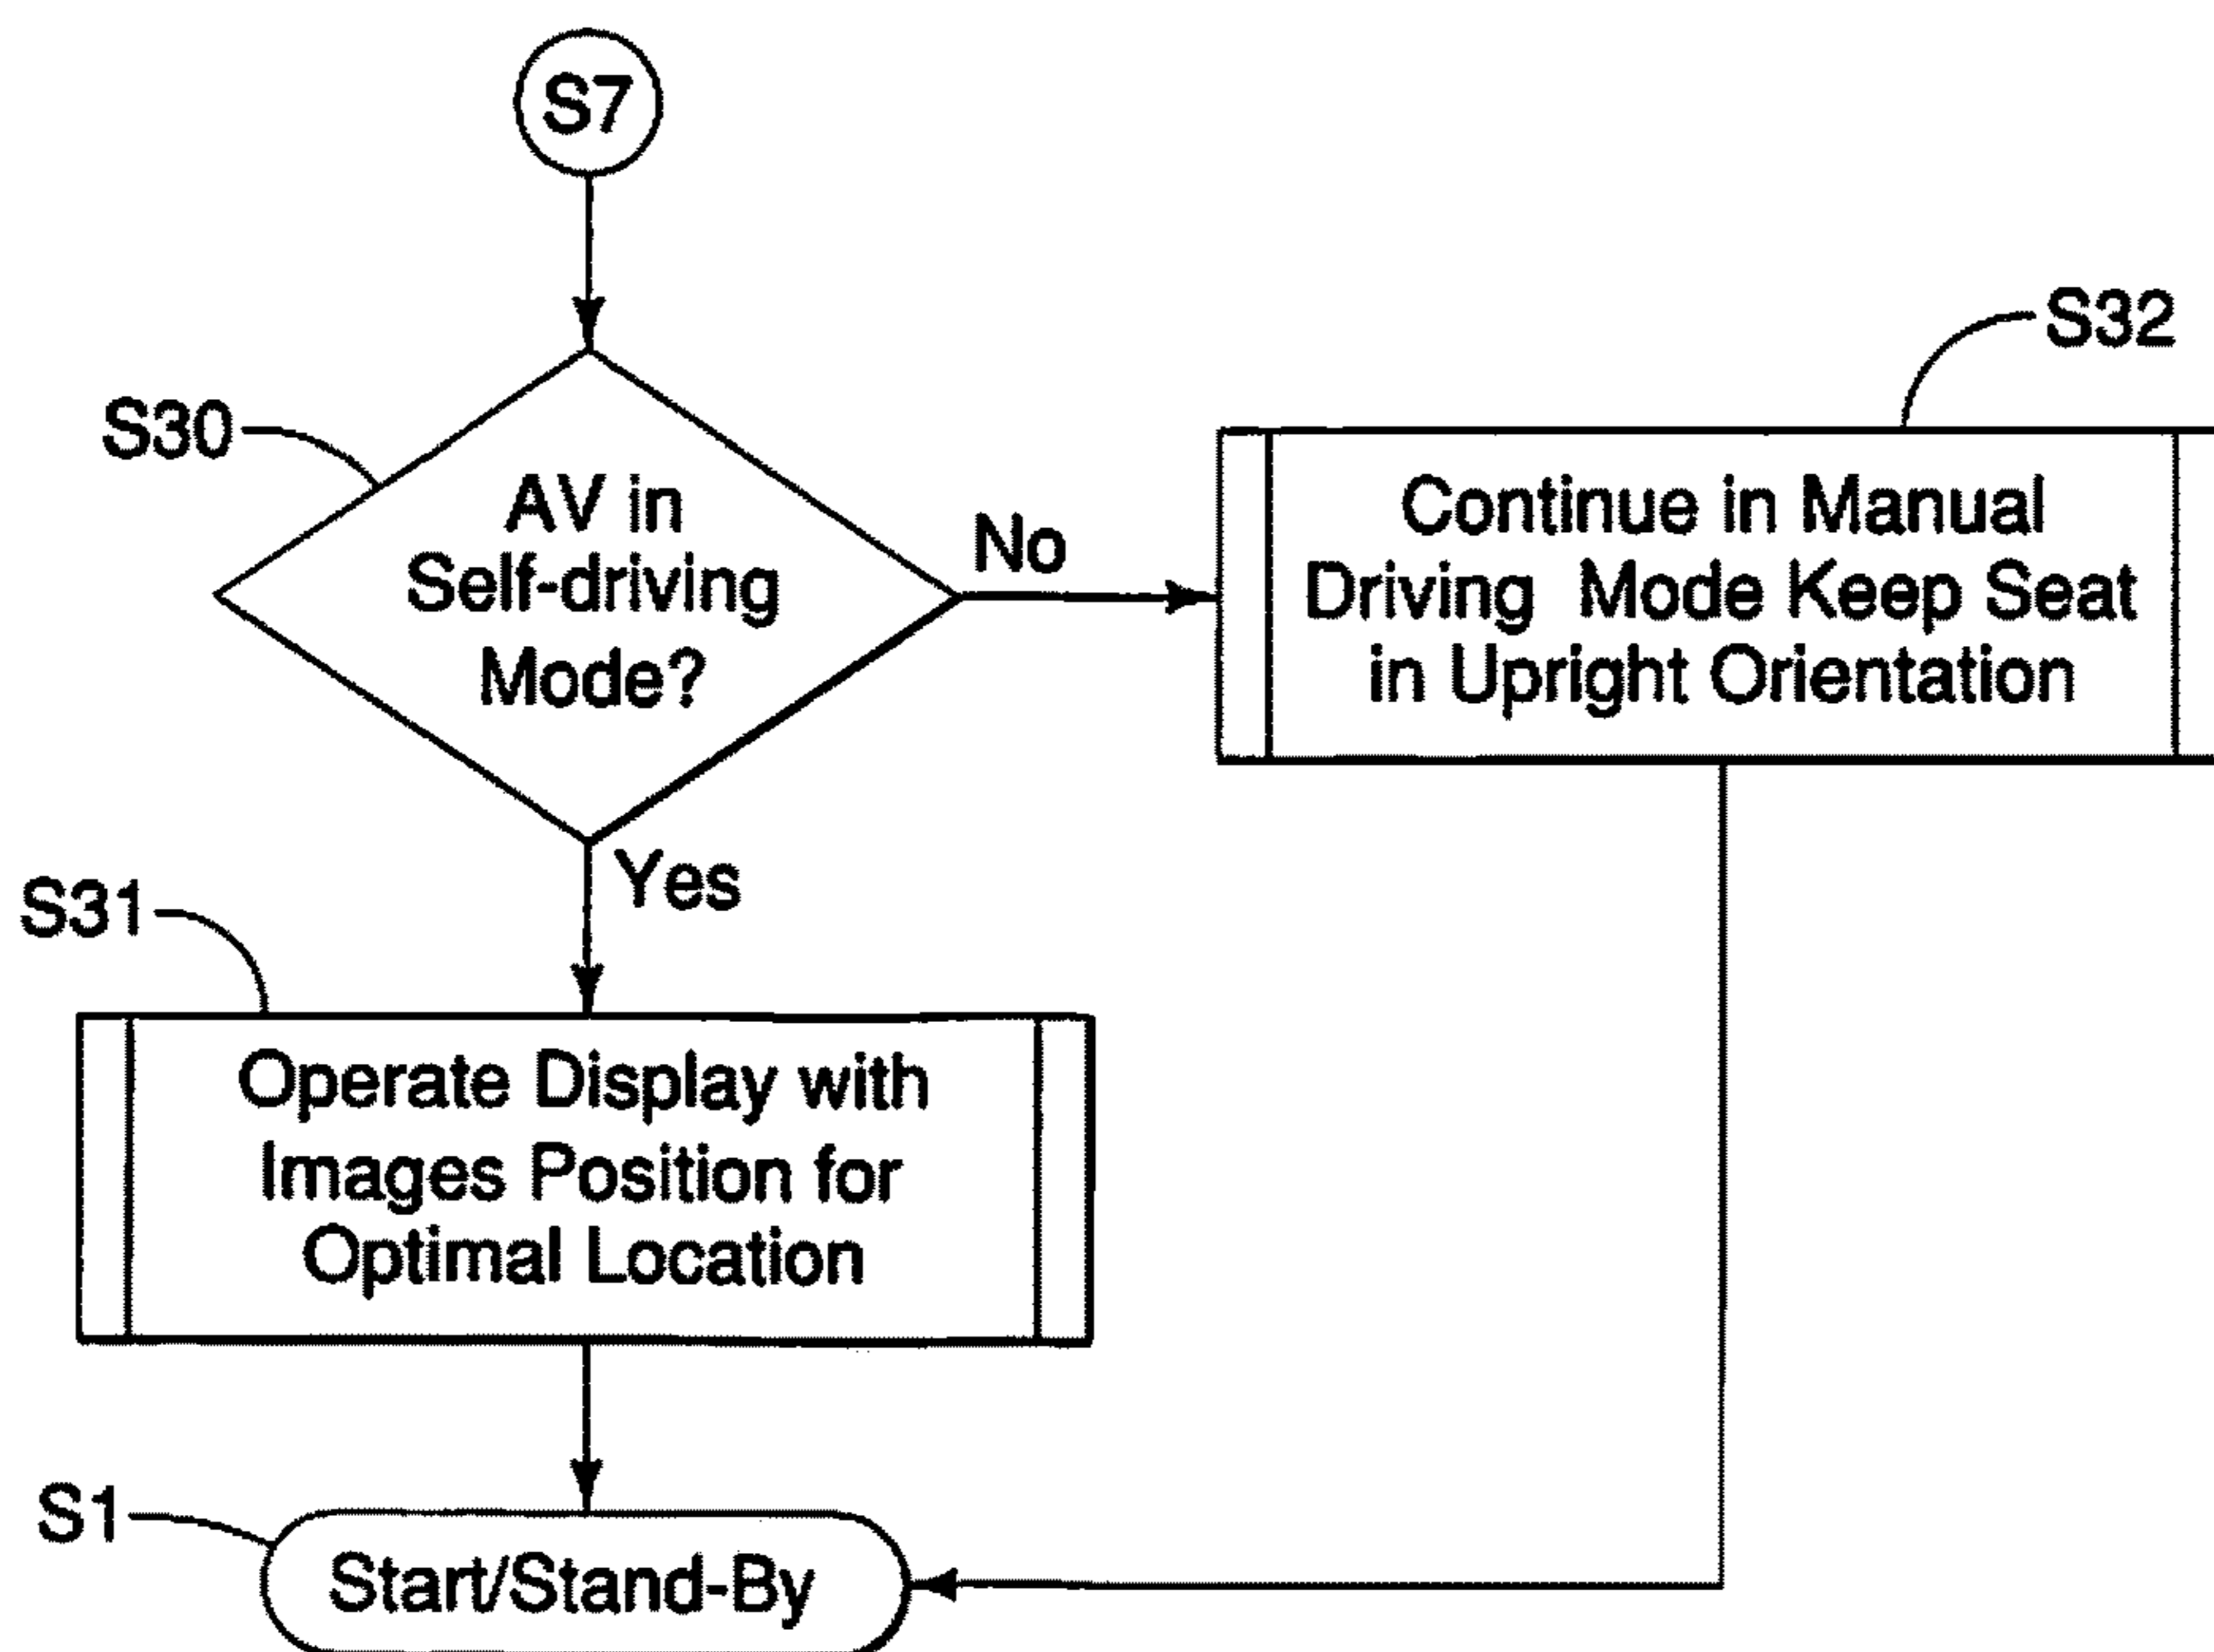 S7
S30
AV in
Self-driving
Mode?
No
S32
Continue in Manual
Driving Mode Keep Seat
in Upright Orientation
Yes
S31
Operate Display with
Images Position for
Optimal Location
S1
Start/Stand-By